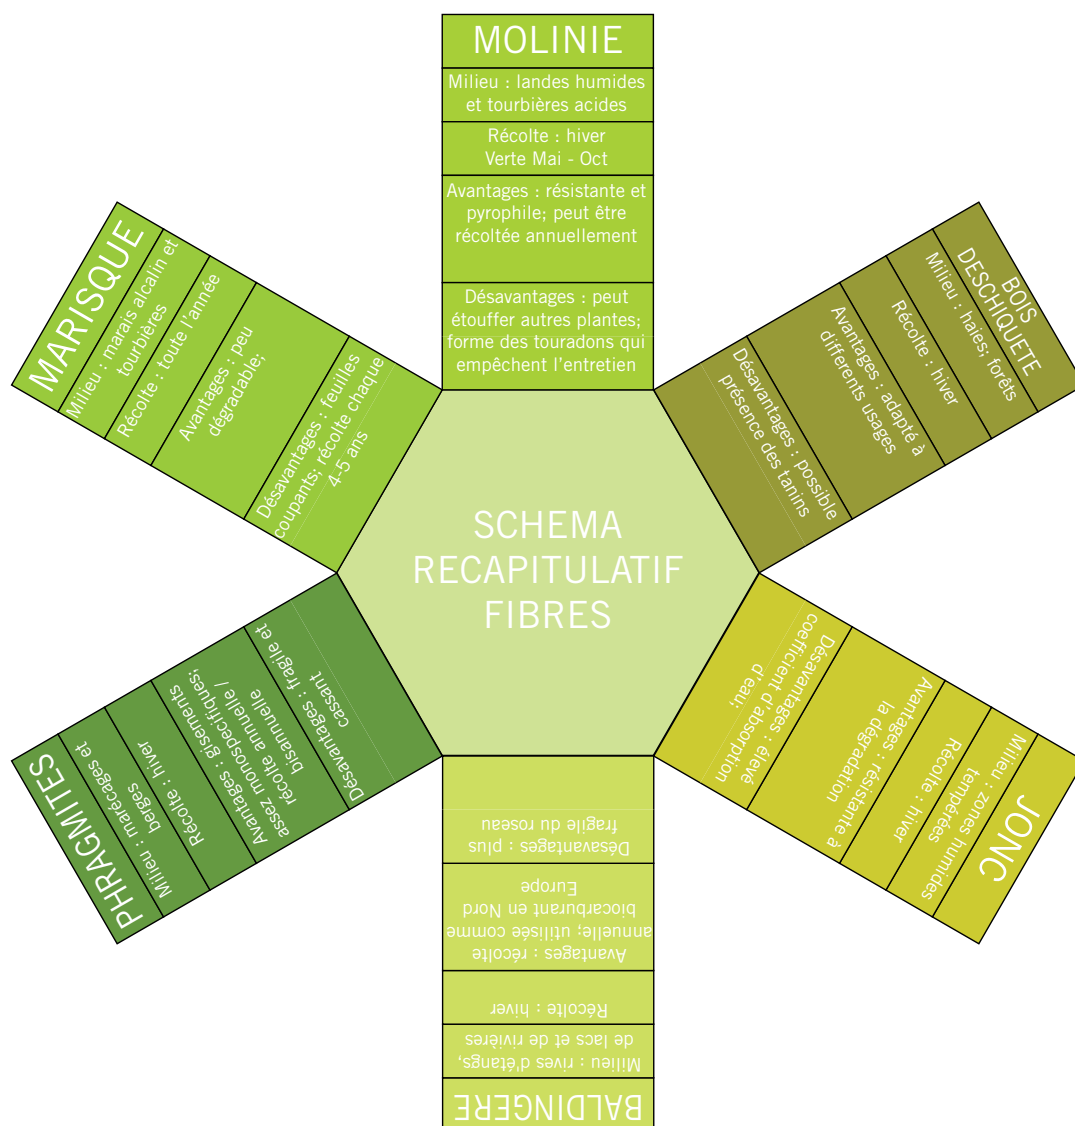 MOLINIE
Milieu : landes humides
et tourbières acides
Récolte : hiver
Verte Mai - Oct
Avantages : résistante et
pyrophile; peut être
récoltée annuellement
Désavantages : peut
étouffer autres plantes;
forme des touradons qui
empêchent l'entretien
BOIS
DESCHIQUETE
Milieu : haies; forêts
Récolte : hiver
Avantages : adapté à
differents usages
Désavantages : possible
présence des tanins
JONC
Milieu : zones humides
tempérées
Récolte : hiver
Avantages : résistante à
la dégradation
Désavantages : élevé
coefficient d'absorption
d'eau;
BALDINGERE
Milieu : rives d'étangs,
de lacs et de rivières
Récolte : hiver
Avantages : récolte
annuelle; utilisée comme
biocarburant en Nord
Europe
Désavantages : plus
fragile du roseau
PHRAGMITES
Milieu : marécages et
berges
Récolte : hiver
Avantages : gisements
assez monospecifiques;
récolte annuelle /
bisannuelle
Désavantages : fragile et
cassant
MARISQUE
Milieu : marais alcalin et
tourbières
Récolte : toute l'année
Avantages : peu
dégradable;
Désavantages : feuilles
coupants; récolte chaque
4-5 ans
SCHEMA
RECAPITULATIF
FIBRES